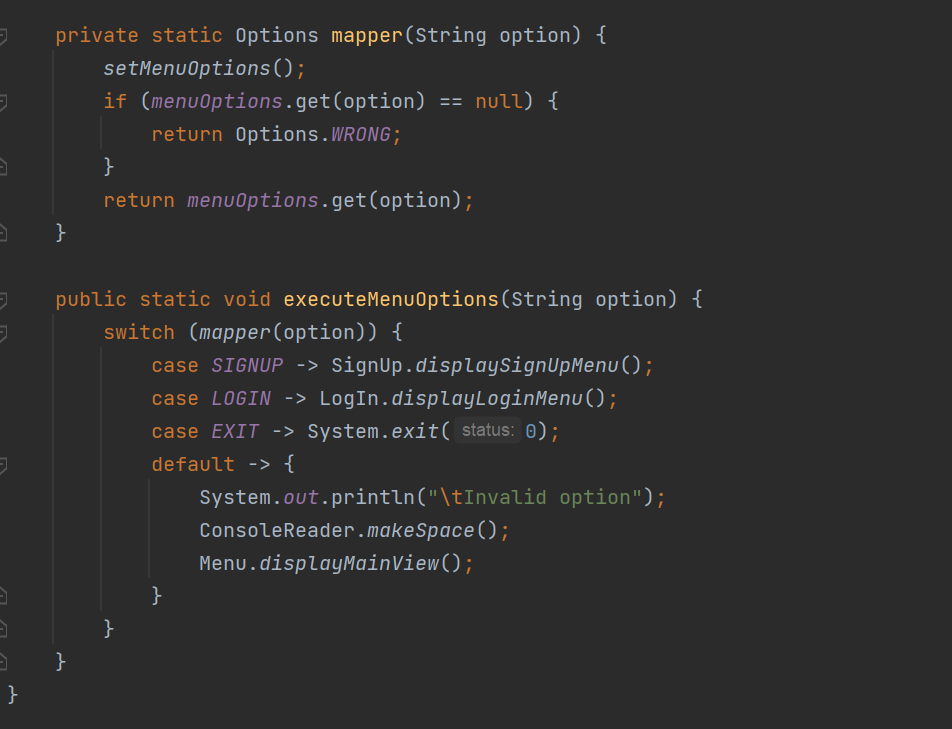 private static Options mapper(String option) {
setMenuOptions();
if (menuOptions.get(option) == null) {
return Options.WRONG;
}
return menuOptions.get(option);
}
public static void executeMenuOptions(String option) {
switch (mapper(option)) {
case SIGNUP -> SignUp.displaySignUpMenu();
case LOGIN -> LogIn.displayLoginMenu();
case EXIT -> System.exit( status: 0);
default -> {
System.out.println("\tInvalid option");
ConsoleReader.makeSpace();
Menu.displayMainView();
}
}
}
}